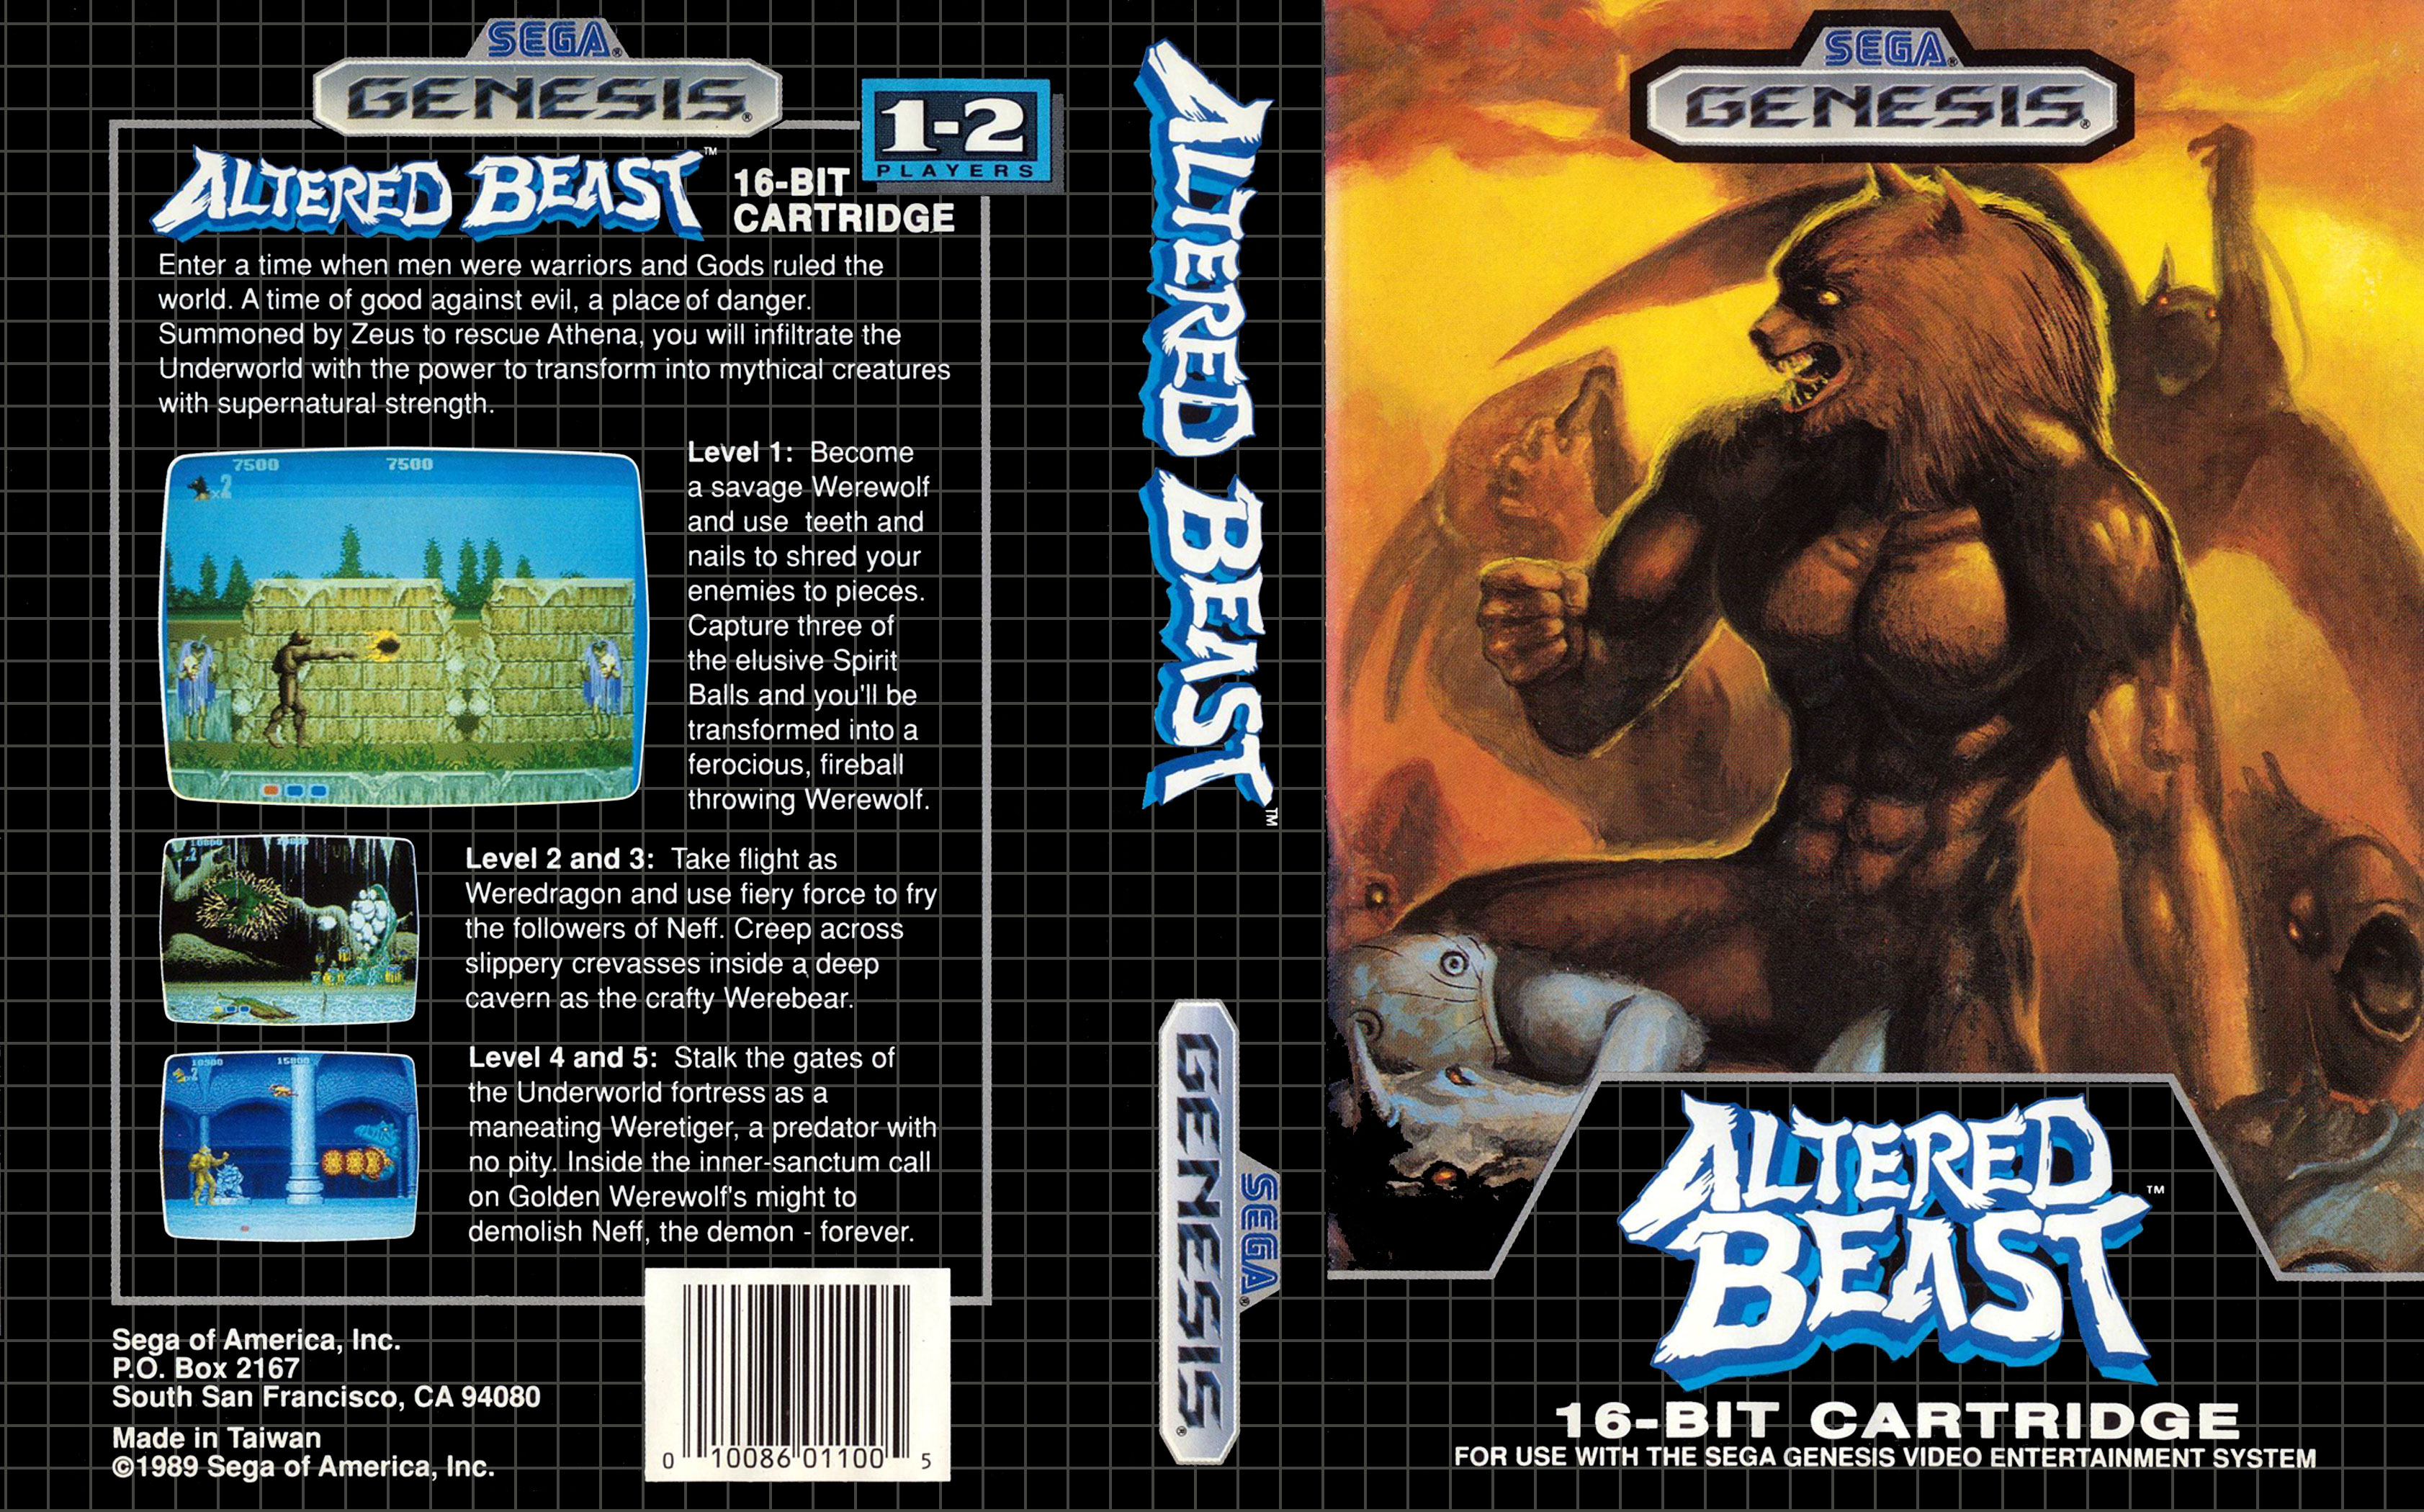 SEGA®
GENESIS®
1-2
PLAYERS
ALTERED BEAST™
16-BIT
CARTRIDGE
Enter a time when men were warriors and Gods ruled the
world. A time of good against evil, a place of danger.
Summoned by Zeus to rescue Athena, you will infiltrate the
Underworld with the power to transform into mythical creatures
with supernatural strength.
7500 7500
x2
Level 1: Become
a savage Werewolf
and use teeth and
nails to shred your
enemies to pieces.
Capture three of
the elusive Spirit
Balls and you'll be
transformed into a
ferocious, fireball
throwing Werewolf.
x2
Level 2 and 3: Take flight as
Weredragon and use fiery force to fry
the followers of Neff. Creep across
slippery crevasses inside a deep
cavern as the crafty Werebear.
x2
Level 4 and 5: Stalk the gates of
the Underworld fortress as a
maneating Weretiger, a predator with
no pity. Inside the inner-sanctum call
on Golden Werewolf's might to
demolish Neff, the demon - forever.
Sega of America, Inc.
P.O. Box 2167
South San Francisco, CA 94080
Made in Taiwan
©1989 Sega of America, Inc.
0 10086 01100 5
ALTERED BEAST™
SEGA®
GENESIS®
SEGA®
GENESIS®
ALTERED
BEAST™
16-BIT CARTRIDGE
FOR USE WITH THE SEGA GENESIS VIDEO ENTERTAINMENT SYSTEM